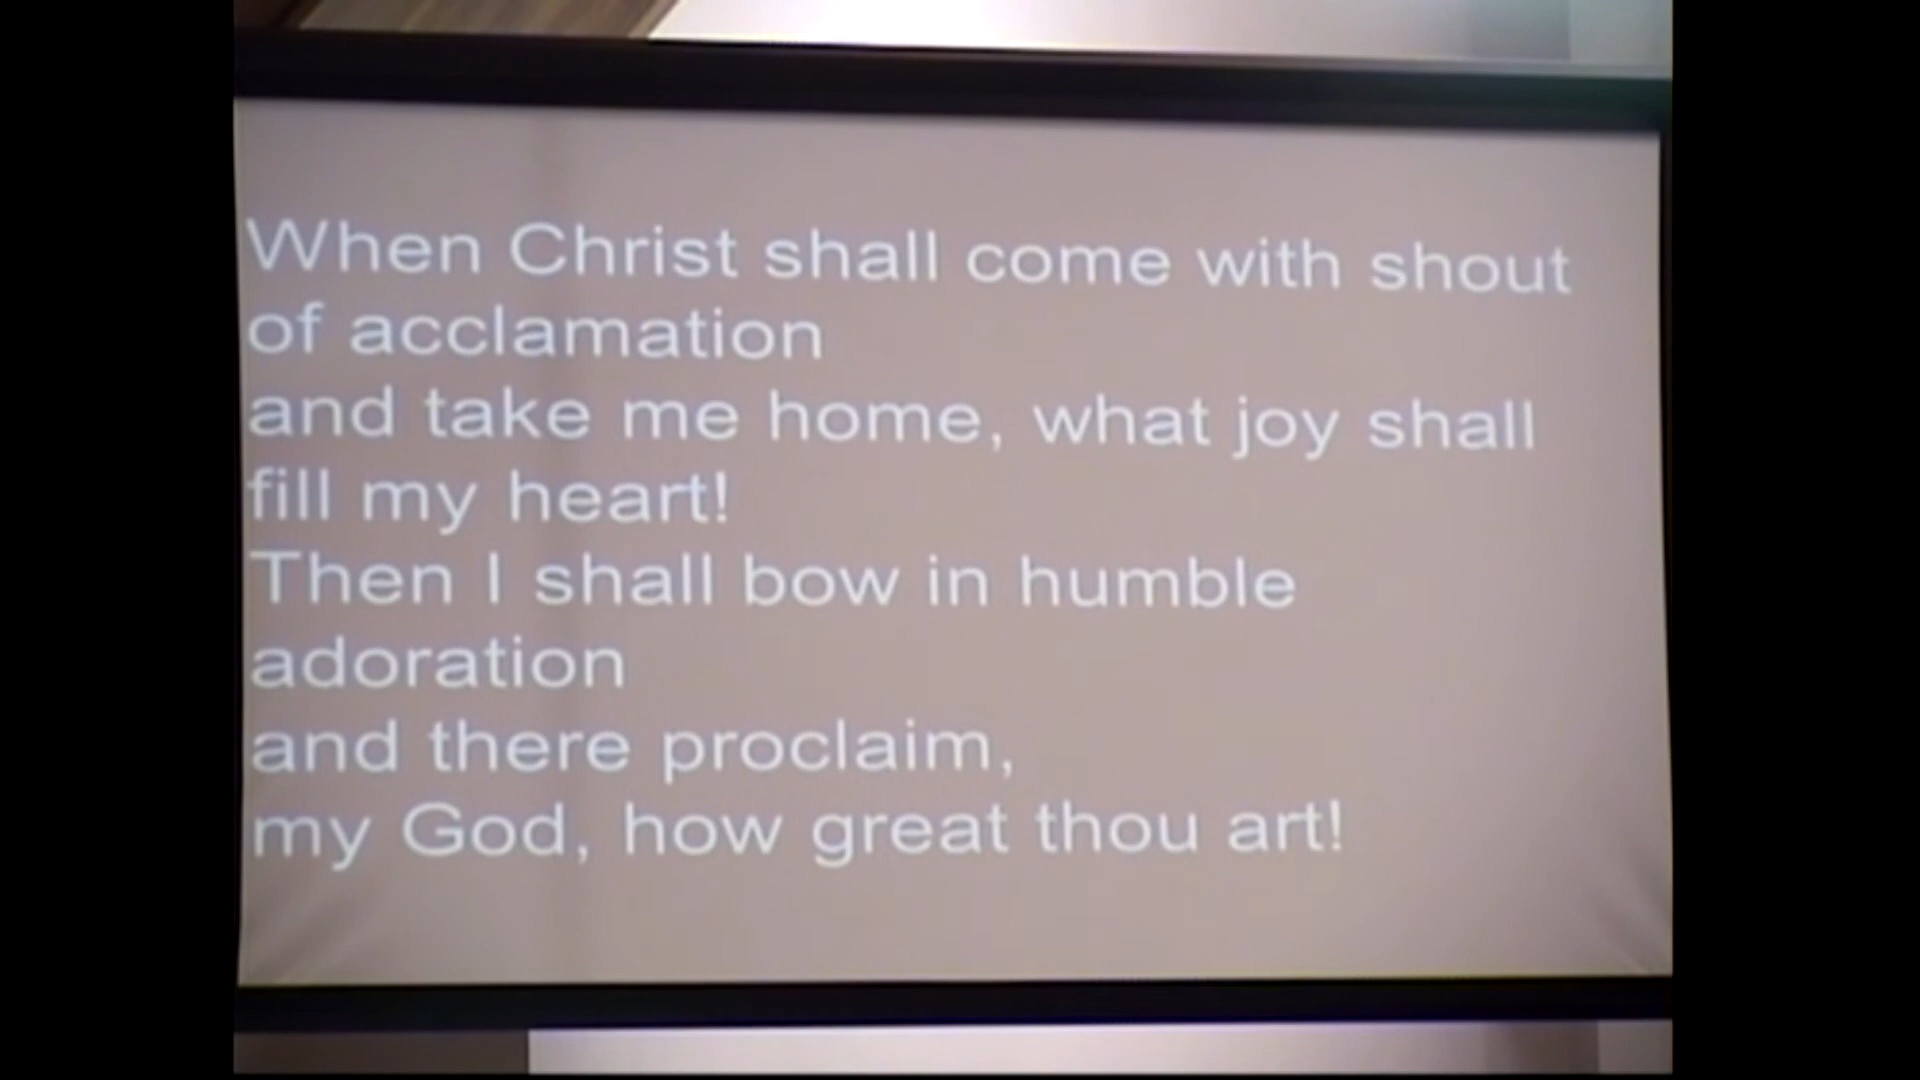 When Christ shall come with shout
of acclamation
and take me home, what joy shall
fill my heart!
Then I shall bow in humble
adoration
and there proclaim,
my God, how great thou art!